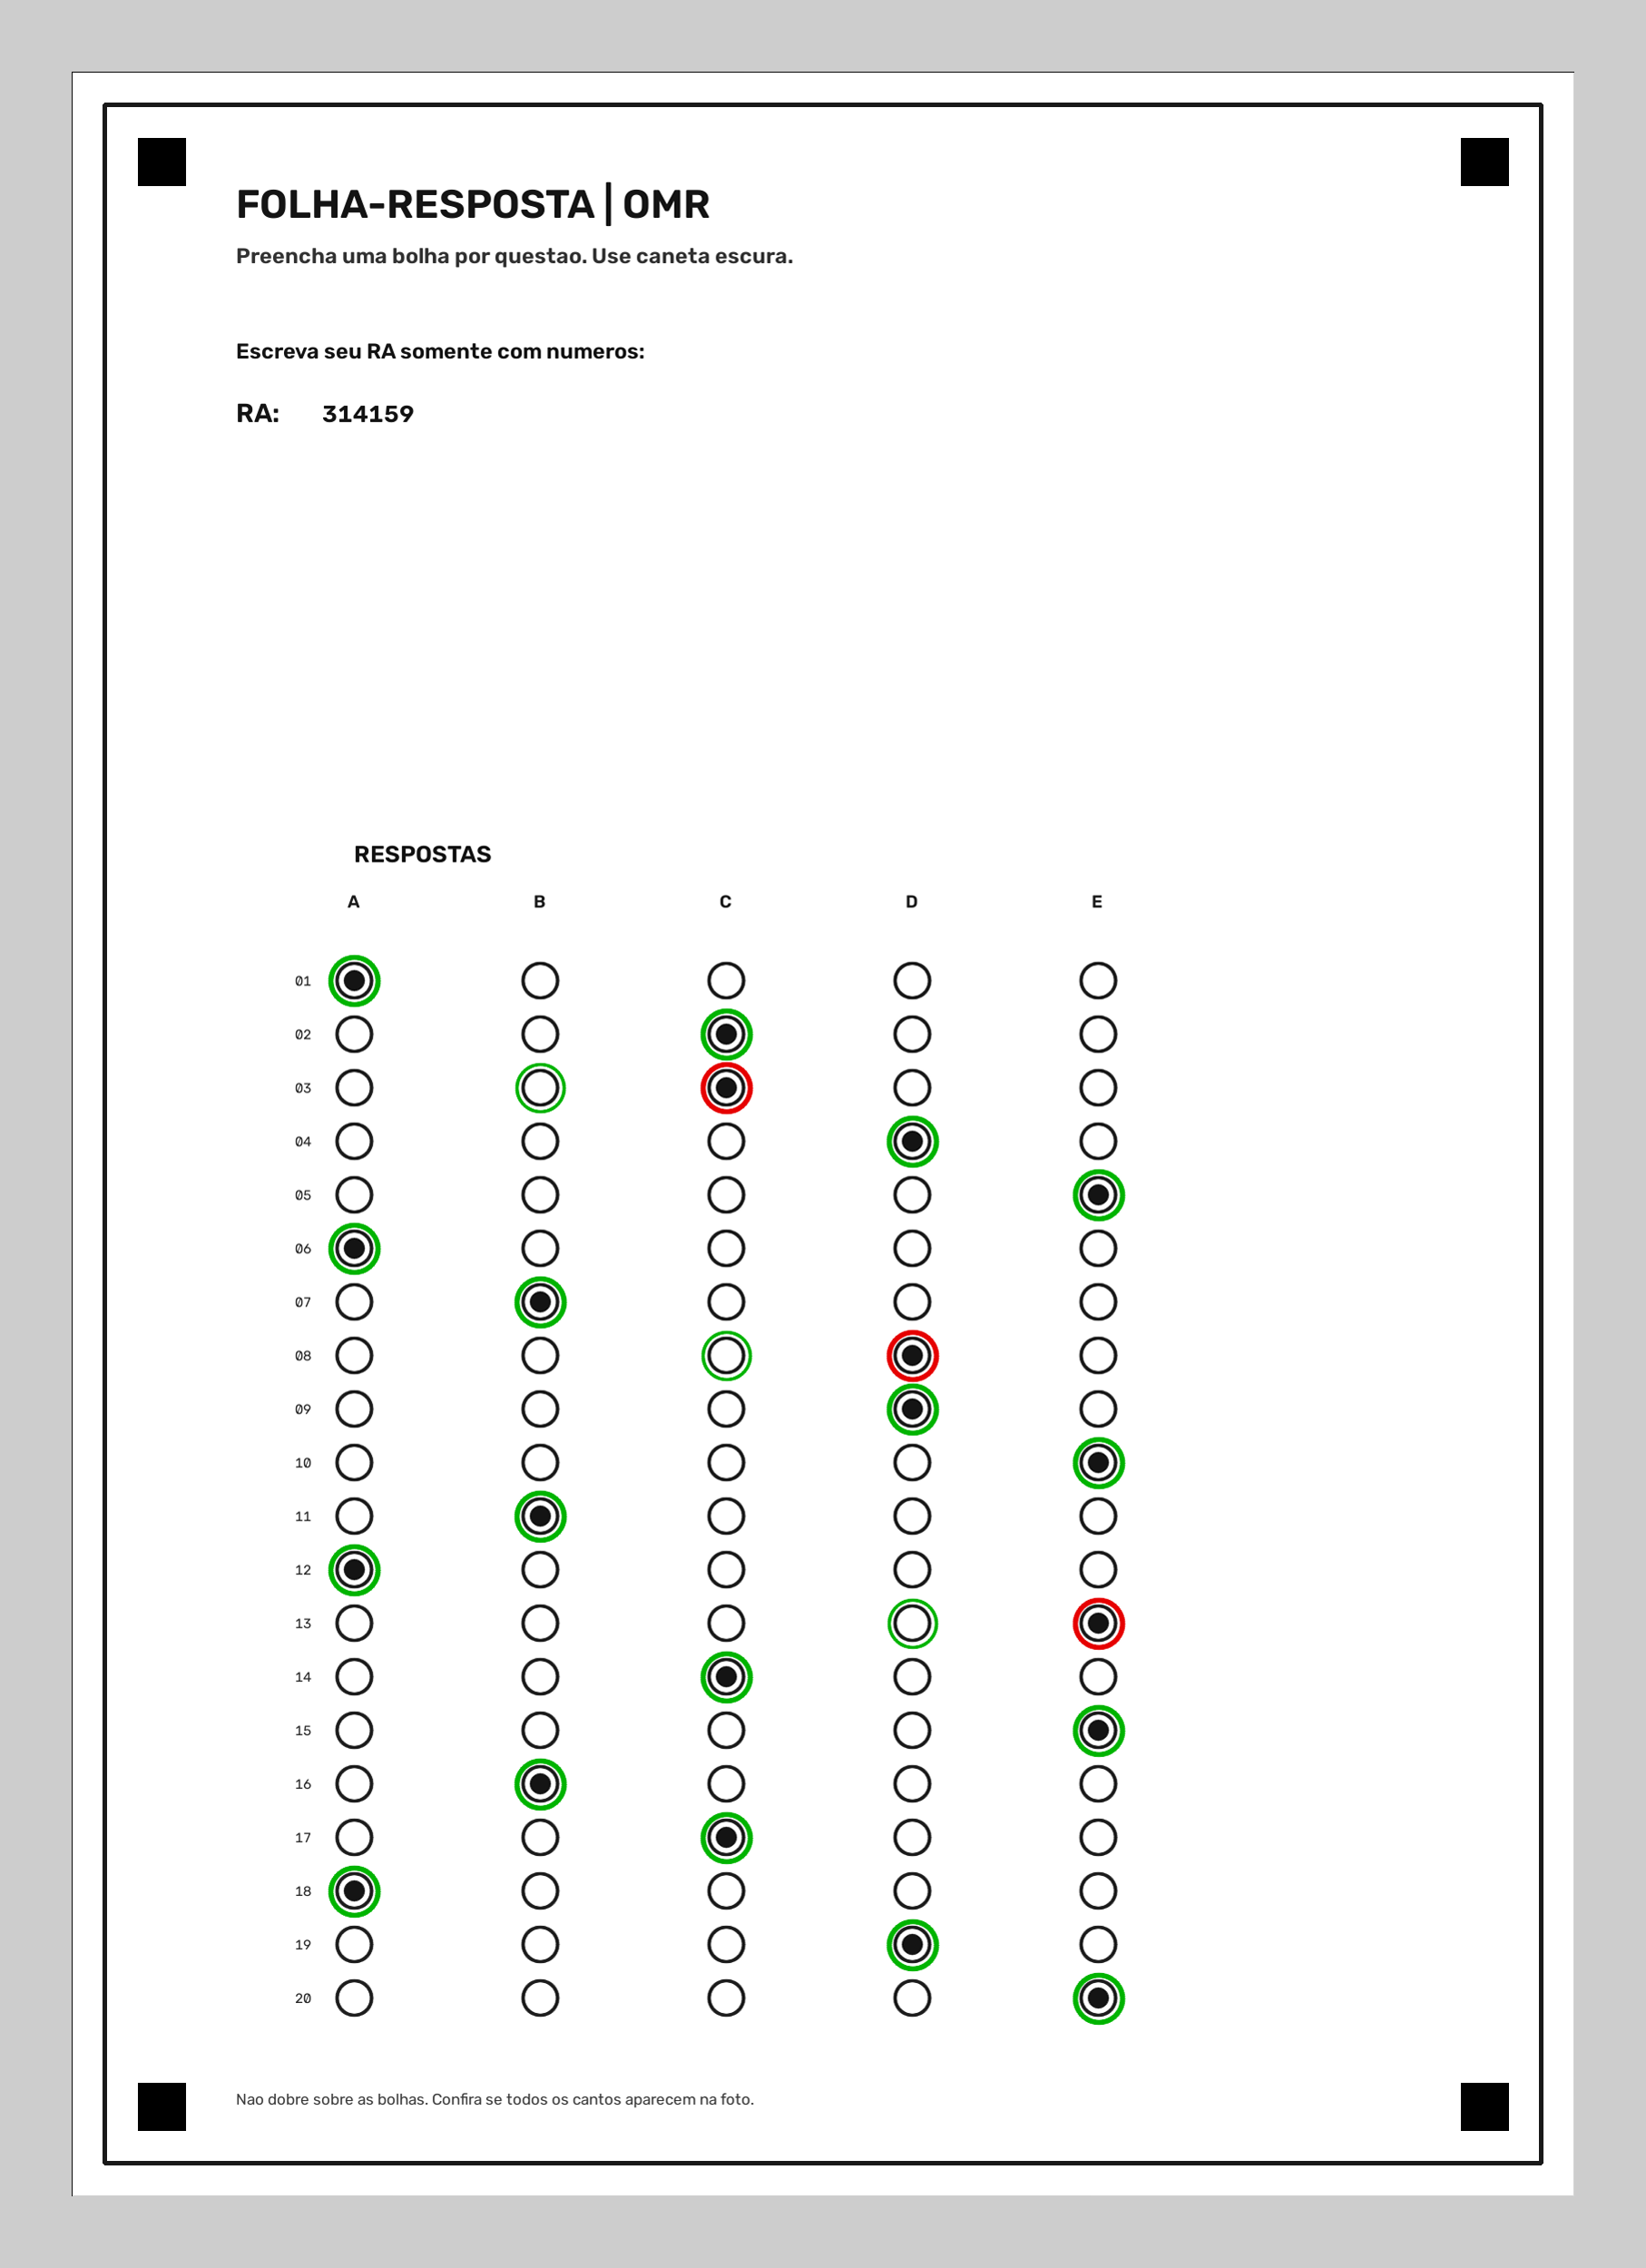 FOLHA-RESPOSTA | OMR
Preencha uma bolha por questao. Use caneta escura.
Escreva seu RA somente com numeros:
RA: 314159
RESPOSTAS
A B C D E
01
02
03
04
05
06
07
08
09
10
11
12
13
14
15
16
17
18
19
20
Nao dobre sobre as bolhas. Confira se todos os cantos aparecem na foto.